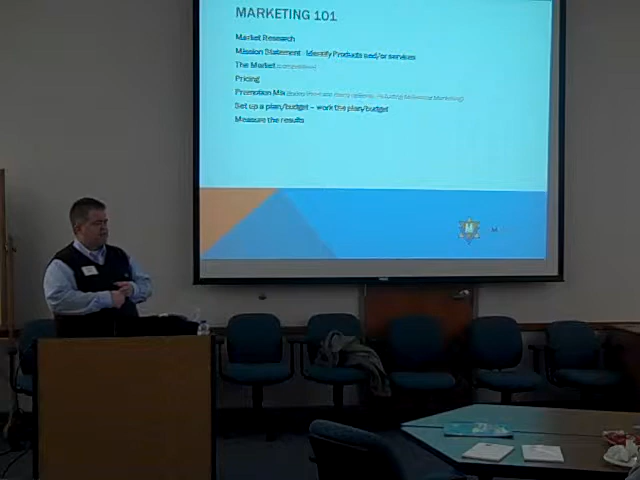 MARKETING 101
Market Research
Mission Statement - Identify Products and/or services
The Market (competition)
Pricing
Promotion Mix
Set up a plan/budget – work the plan/budget
Measure the results
M